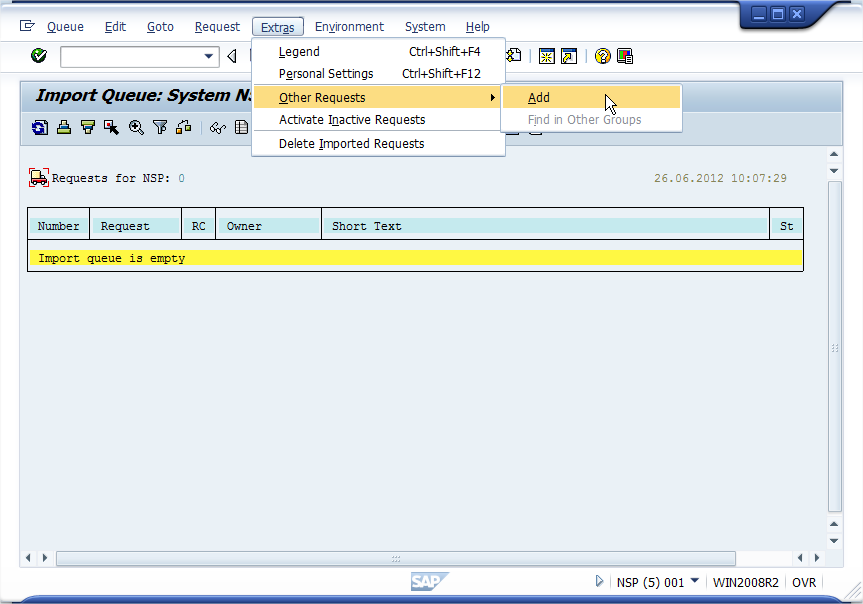 Queue Edit Goto Request Extras Environment System Help
Legend Ctrl+Shift+F4
Personal Settings Ctrl+Shift+F12
Import Queue: System NS
Other Requests Add
Activate Inactive Requests Find in Other Groups
Delete Imported Requests
Requests for NSP: 0 26.06.2012 10:07:29
Number Request RC Owner Short Text St
Import queue is empty
SAP NSP (5) 001 WIN2008R2 OVR